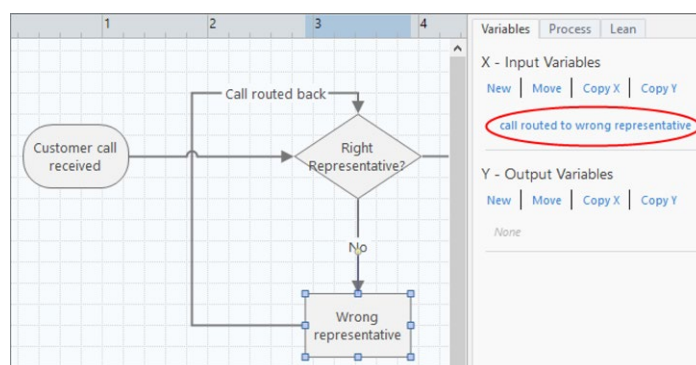 1 2 3 4
Call routed back
Customer call
received
Right
Representative?
No
Wrong
representative
Variables Process Lean
X - Input Variables
New Move Copy X Copy Y
call routed to wrong representative
Y - Output Variables
New Move Copy X Copy Y
None